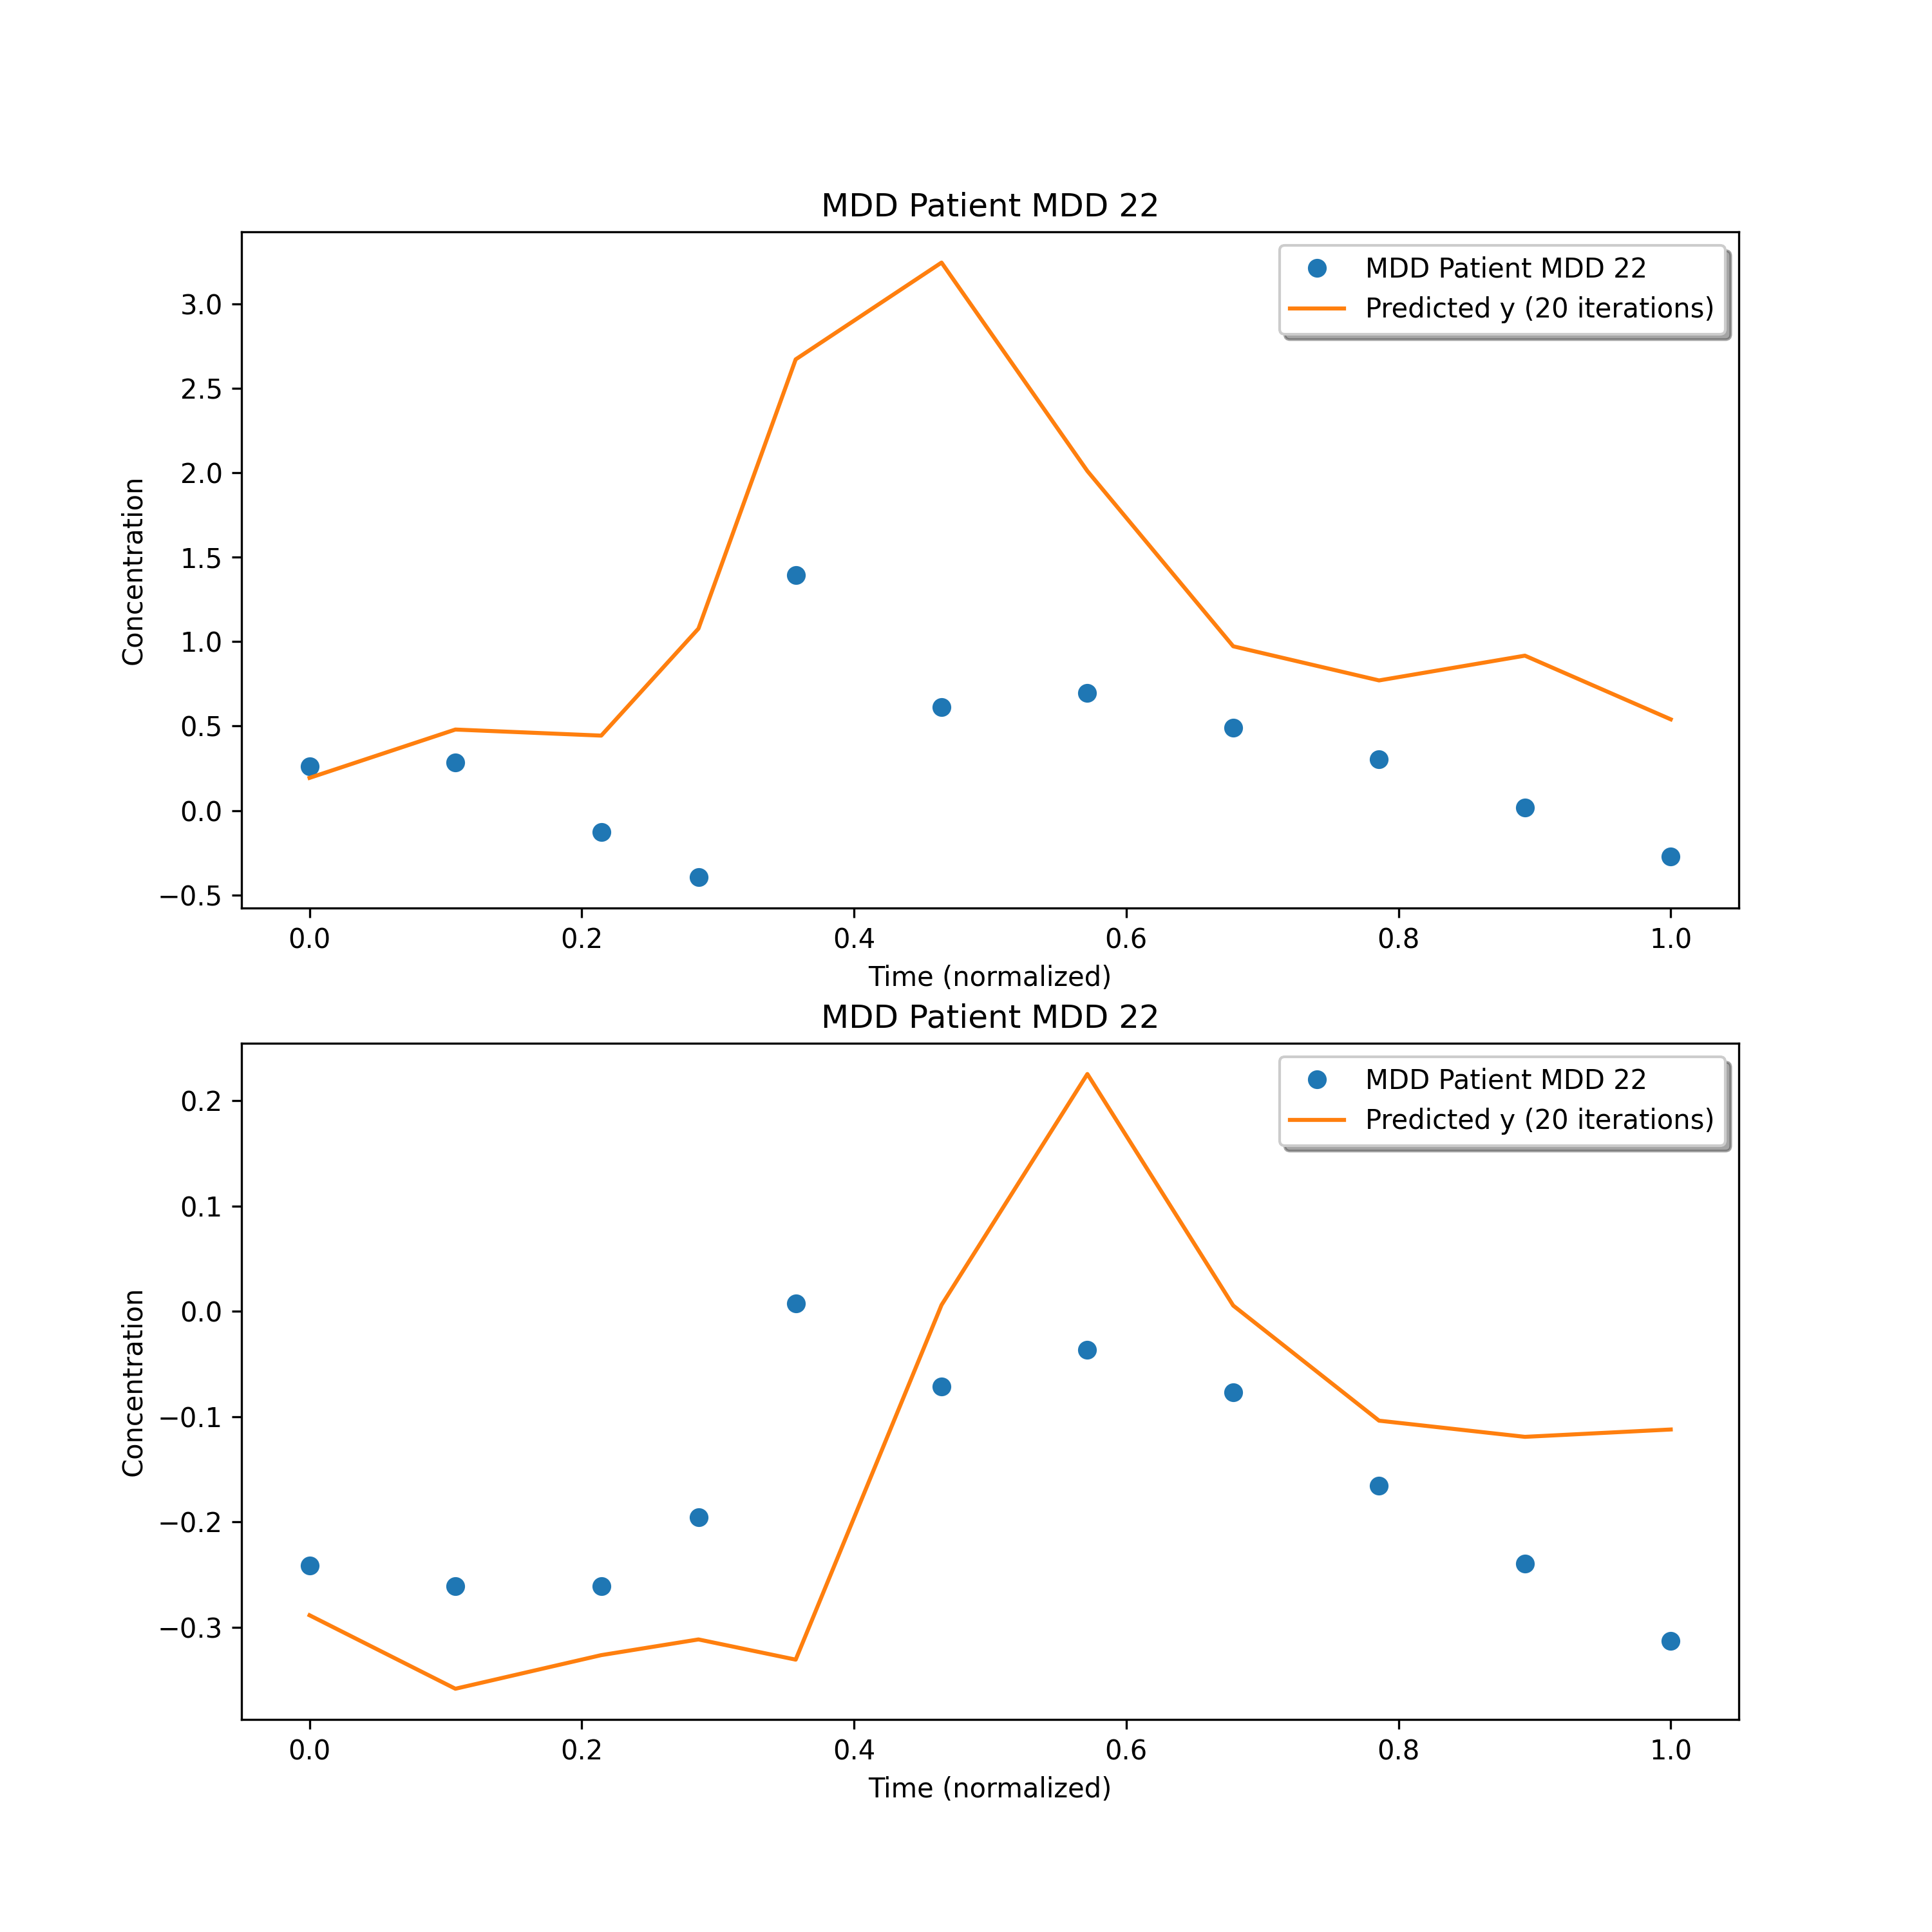 MDD Patient MDD 22
MDD Patient MDD 22
Predicted y (20 iterations)
Concentration
3.0
2.5
2.0
1.5
1.0
0.5
0.0
−0.5
0.0 0.2 0.4 0.6 0.8 1.0
Time (normalized)
MDD Patient MDD 22
MDD Patient MDD 22
Predicted y (20 iterations)
Concentration
0.2
0.1
0.0
−0.1
−0.2
−0.3
0.0 0.2 0.4 0.6 0.8 1.0
Time (normalized)